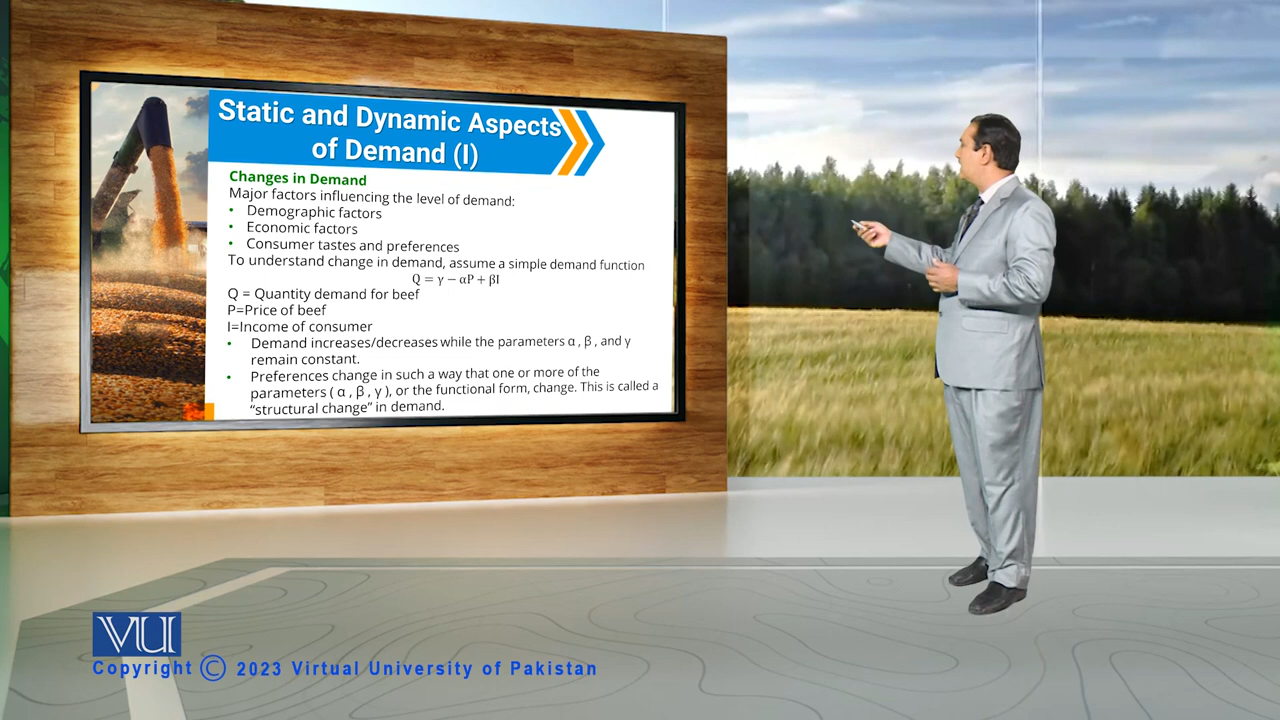 Static and Dynamic Aspects
of Demand (I)
Changes in Demand
Major factors influencing the level of demand:
• Demographic factors
• Economic factors
• Consumer tastes and preferences
To understand change in demand, assume a simple demand function
Q = γ − αP + βI
Q = Quantity demand for beef
P=Price of beef
I=Income of consumer
• Demand increases/decreases while the parameters α , β , and γ
remain constant.
• Preferences change in such a way that one or more of the
parameters ( α , β , γ ), or the functional form, change. This is called a
“structural change” in demand.
VU
Copyright © 2023 Virtual University of Pakistan